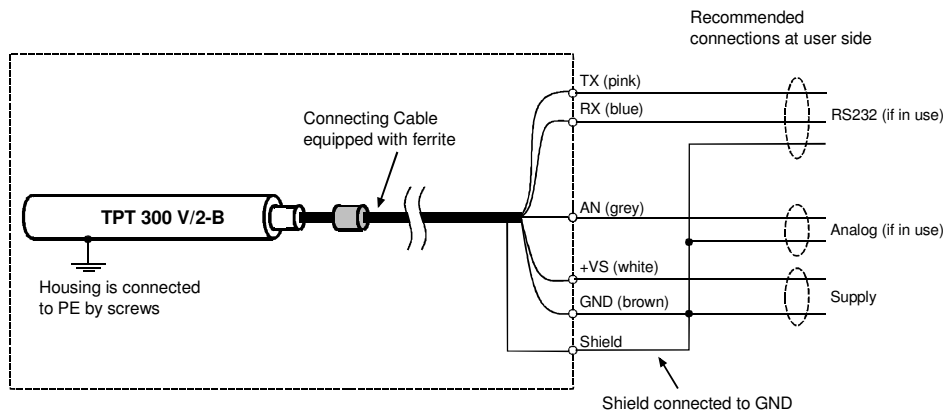 Recommended
connections at user side
TX (pink)
RX (blue)
RS232 (if in use)
Connecting Cable
equipped with ferrite
TPT 300 V/2-B
AN (grey)
Analog (if in use)
+VS (white)
Housing is connected
to PE by screws
GND (brown)
Supply
Shield
Shield connected to GND